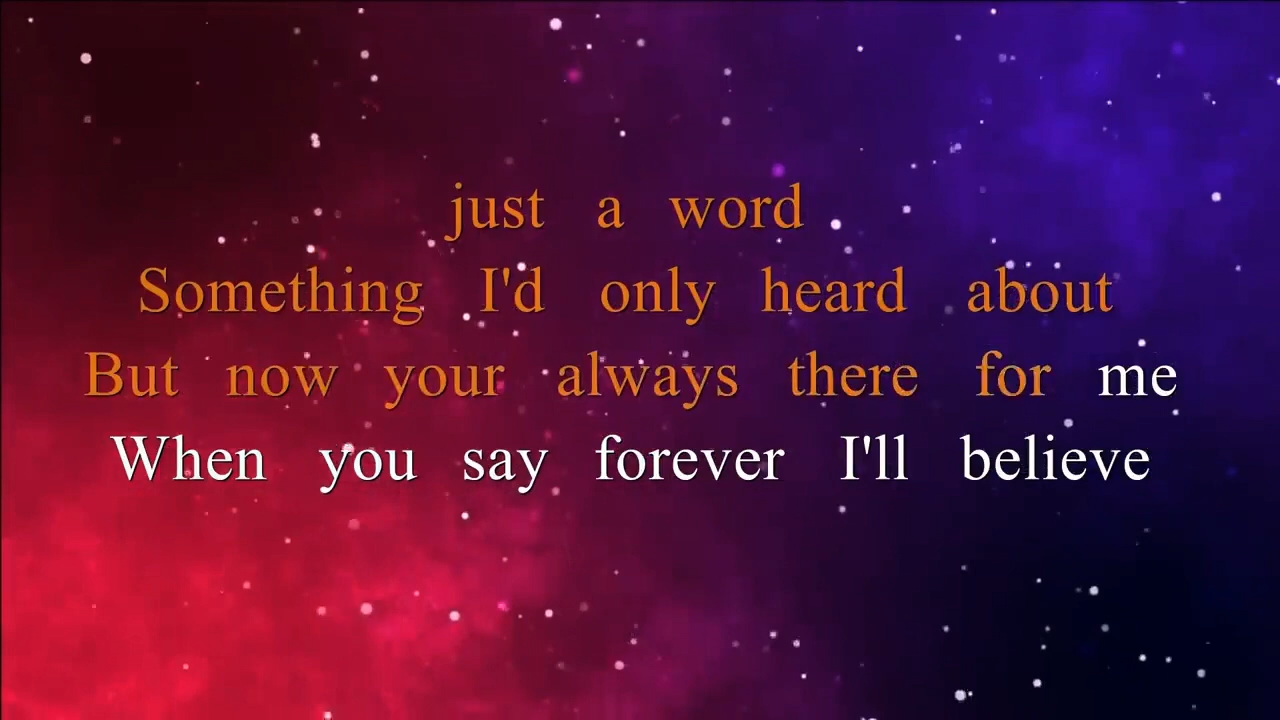 just a word
Something I'd only heard about
But now your always there for me
When you say forever I'll believe